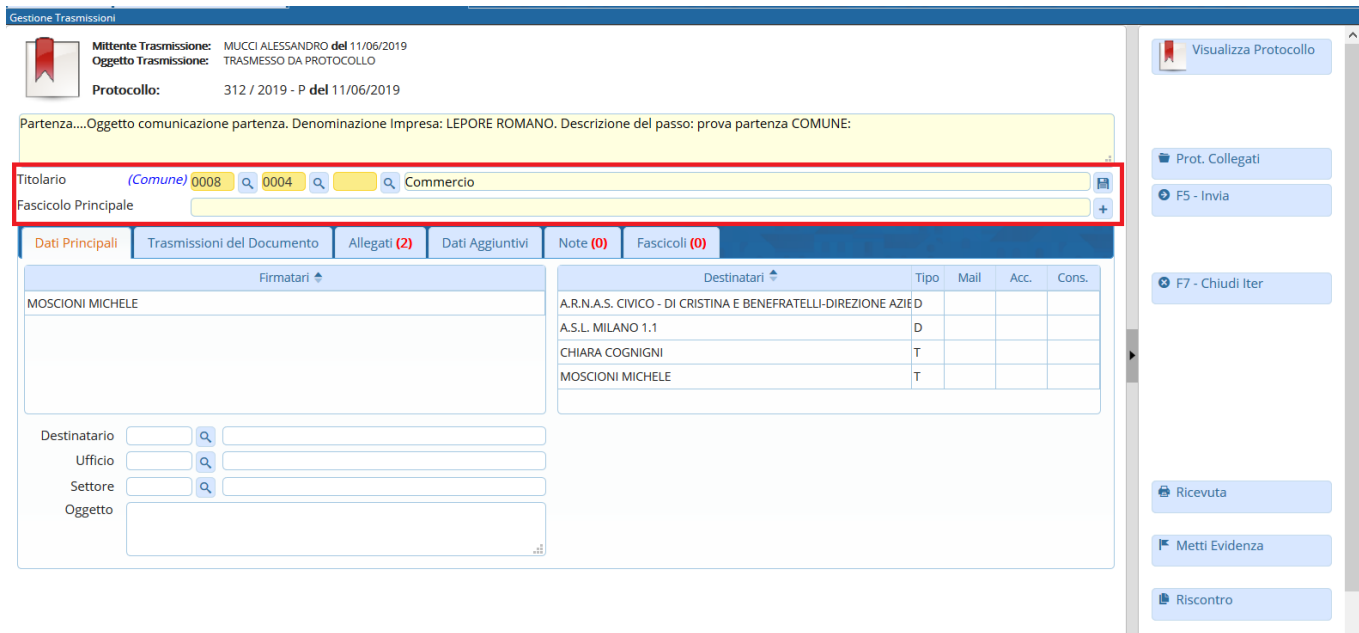 Gestione Trasmissioni
Mittente Trasmissione: MUCCI ALESSANDRO del 11/06/2019
Oggetto Trasmissione: TRASMESSO DA PROTOCOLLO
Protocollo: 312 / 2019 - P del 11/06/2019
Partenza....Oggetto comunicazione partenza. Denominazione Impresa: LEPORE ROMANO. Descrizione del passo: prova partenza COMUNE:
Titolario (Comune) 0008 0004 Commercio
Fascicolo Principale
Dati Principali Trasmissioni del Documento Allegati (2) Dati Aggiuntivi Note (0) Fascicoli (0)
Firmatari
MOSCIONI MICHELE
Destinatari Tipo Mail Acc. Cons.
A.R.N.A.S. CIVICO - DI CRISTINA E BENEFRATELLI-DIREZIONE AZIE D
A.S.L. MILANO 1.1 D
CHIARA COGNIGNI T
MOSCIONI MICHELE T
Destinatario
Ufficio
Settore
Oggetto
Visualizza Protocollo
Prot. Collegati
F5 - Invia
F7 - Chiudi Iter
Ricevuta
Metti Evidenza
Riscontro